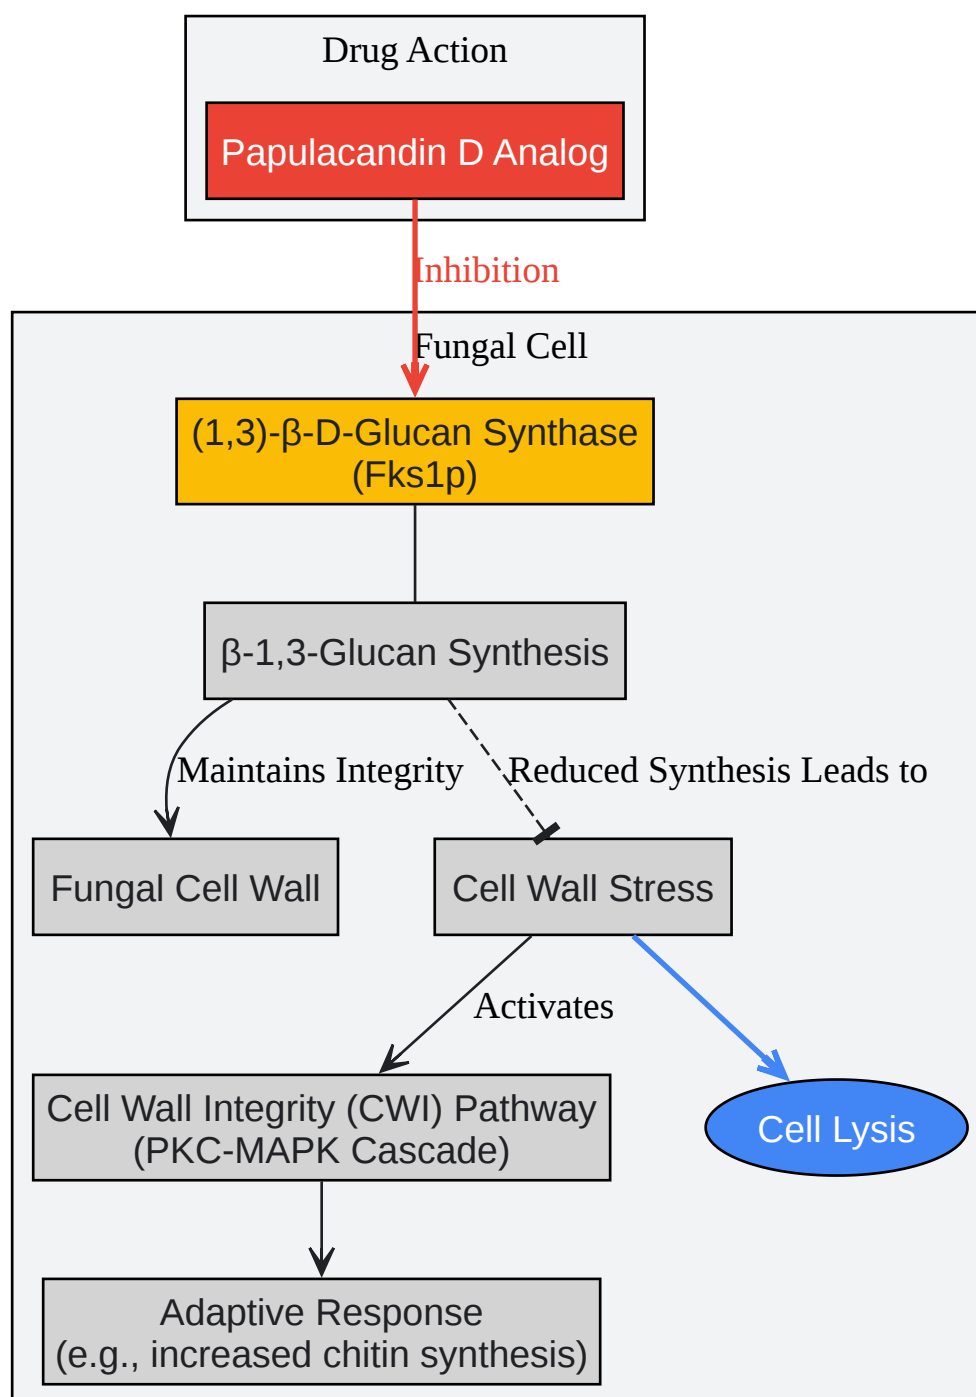 Drug Action
Papulacandin D Analog
Inhibition
Fungal Cell
(1,3)-β-D-Glucan Synthase
(Fks1p)
β-1,3-Glucan Synthesis
Maintains Integrity
Reduced Synthesis Leads to
Fungal Cell Wall
Cell Wall Stress
Activates
Cell Wall Integrity (CWI) Pathway
(PKC-MAPK Cascade)
Cell Lysis
Adaptive Response
(e.g., increased chitin synthesis)